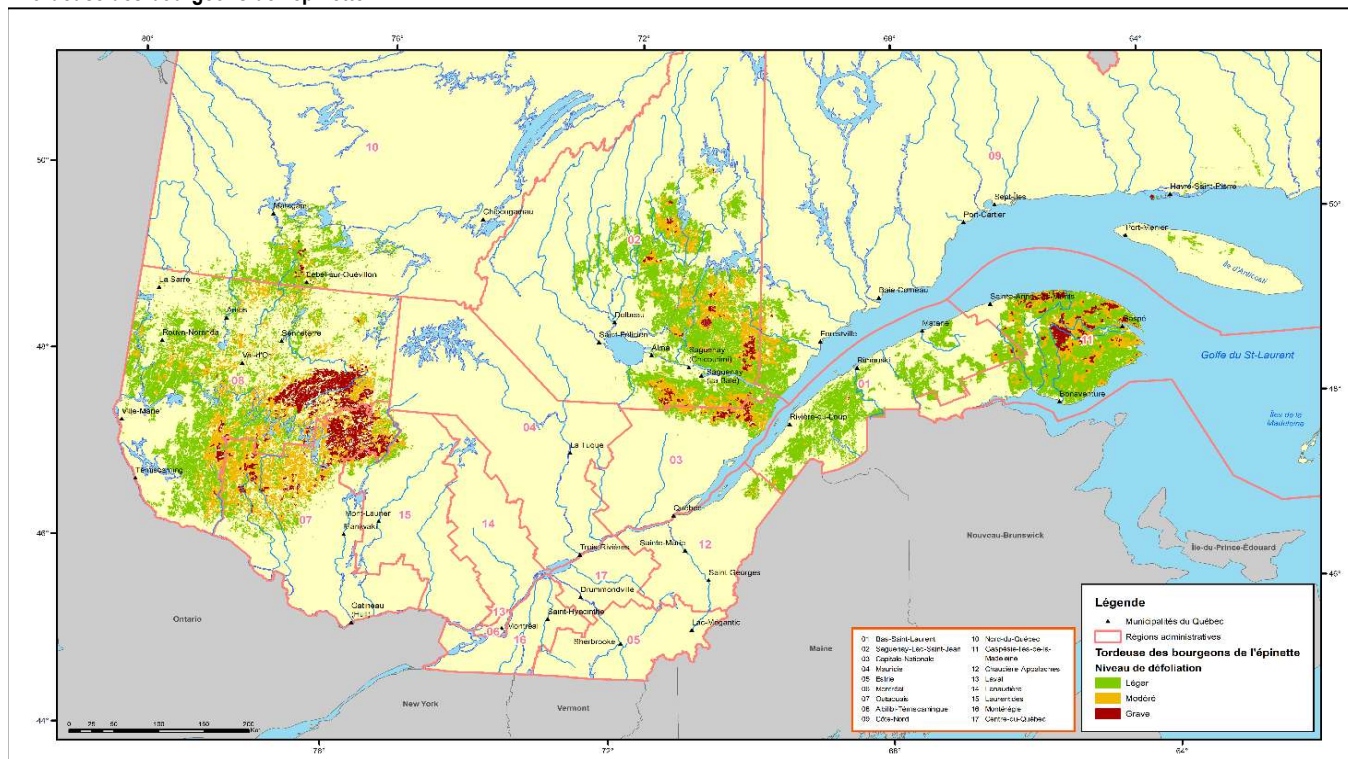 80°
76°
72°
68°
64°
10
50°
09
Havre-Saint-Pierre
Sept-Îles
50°
Matagami
Chibougamau
Port-Cartier
Port-Menier
02
Île d'Anticosti
Lebel-sur-Quévillon
La Sarre
Baie-Comeau
Sainte-Anne-des-Monts
Amos
Dolbeau
Gaspé
Rouyn-Noranda
Senneterre
Saint-Félicien
Forestville
Matane
11
48°
Alma
Saguenay
(Chicoutimi)
Rimouski
Golfe du St-Laurent
Val-d'Or
Saguenay
(La Baie)
08
01
48°
Bonaventure
Ville-Marie
Rivière-du-Loup
Îles de la
Madeleine
04
La Tuque
03
Témiscaming
07
Mont-Laurier
15
Québec
Maniwaki
14
46°
Nouveau-Brunswick
Sainte-Marie
12
Île-du-Prince-Édouard
Trois-Rivières
46°
17
Saint-Georges
Drummondville
Gatineau
(Hull)
Ontario
13
Saint-Hyacinthe
06
Montréal
16
Lac-Mégantic
Sherbrooke
05
Maine
New York
Vermont
44°
0 25 50 100 150 200
Km
76°
72°
68°
64°
01 Bas-Saint-Laurent
02 Saguenay-Lac-Saint-Jean
03 Capitale-Nationale
04 Mauricie
05 Estrie
06 Montréal
07 Outaouais
08 Abitibi-Témiscamingue
09 Côte-Nord
10 Nord-du-Québec
11 Gaspésie-Îles-de-la-
Madeleine
12 Chaudière-Appalaches
13 Laval
14 Lanaudière
15 Laurentides
16 Montérégie
17 Centre-du-Québec
Légende
Municipalités du Québec
Régions administratives
Tordeuse des bourgeons de l'épinette
Niveau de défoliation
Léger
Modéré
Grave